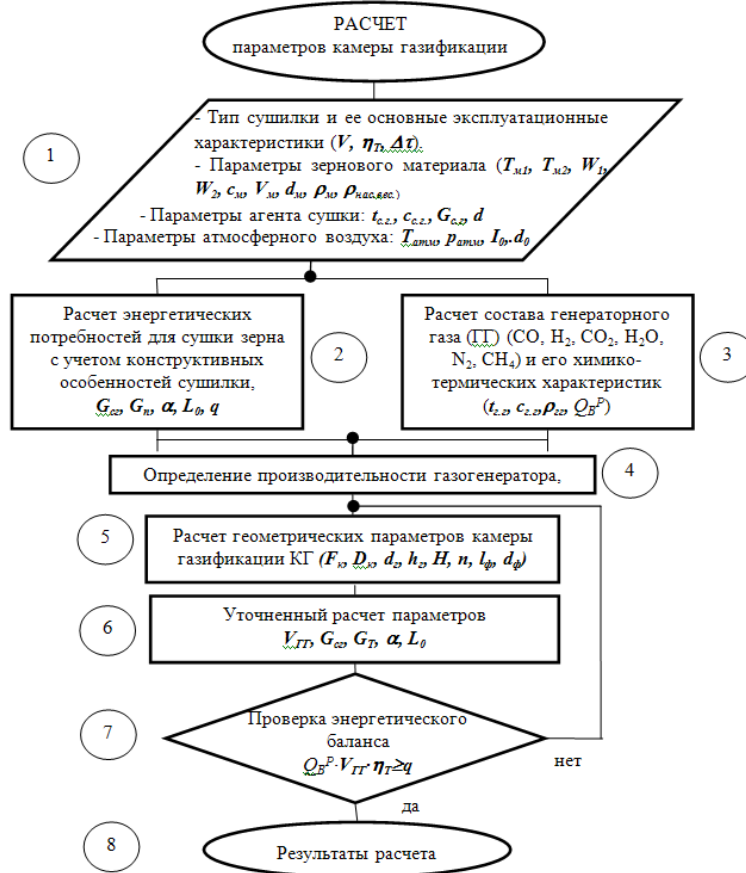 РАСЧЕТ
параметров камеры газификации
1
- Тип сушилки и ее основные эксплуатационные
характеристики (V, ηT, Δτ).
- Параметры зернового материала (Tм1, Tм2, W1,
W2, cм, Vм, dм, ρм, ρнас.вес.)
- Параметры агента сушки: tс.г., cс.г., Gс.г, d
- Параметры атмосферного воздуха: Tатм, pатм, I0,.d0
Расчет энергетических
потребностей для сушки зерна
с учетом конструктивных
особенностей сушилки,
Gсг, Gп, α, L0, q
2
Расчет состава генераторного
газа (ГГ) (CO, H2, CO2, H2O,
N2, CH4) и его химико-
термических характеристик
(tг.г, cг.г,ρгг, QВР)
3
Определение производительности газогенератора,
4
5
Расчет геометрических параметров камеры
газификации КГ (Fк, Dк, dг, hг, H, n, lф, dф)
6
Уточненный расчет параметров
VГГ, Gсг, GТ, α, L0
7
Проверка энергетического
баланса
QВР·VГГ·ηT≥q
нет
да
8
Результаты расчета